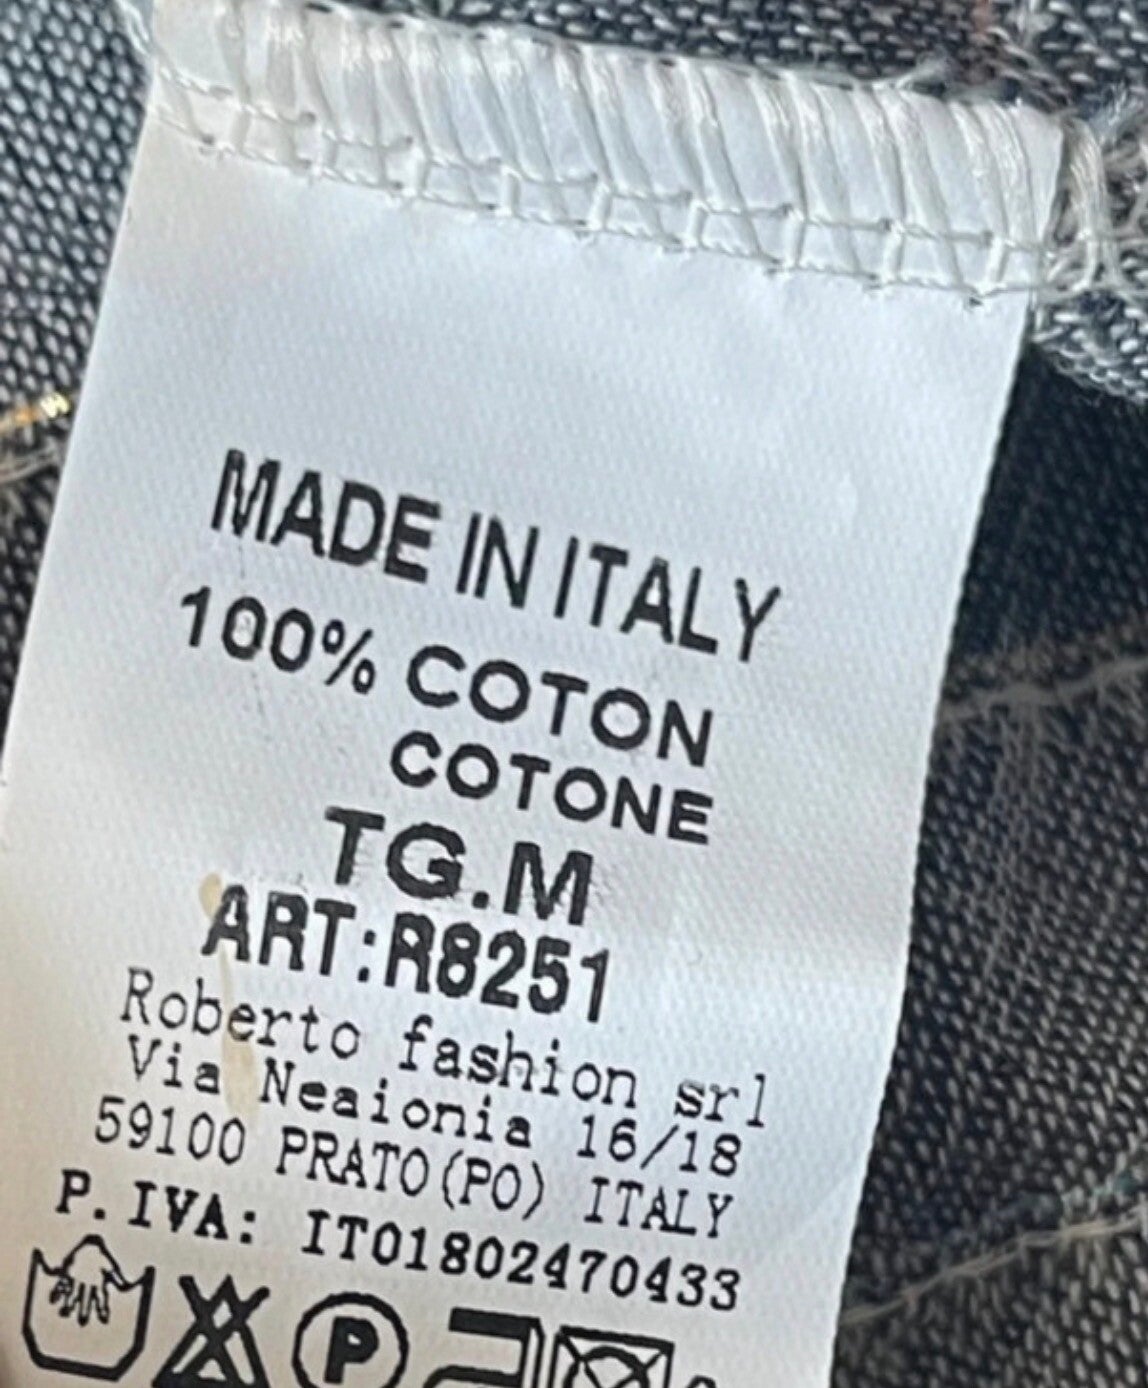 MADE IN ITALY
100% COTON
COTONE
TG.M
ART:R8251
Roberto fashion srl
Via Neaionia 16/18
59100 PRATO(PO) ITALY
P.IVA: IT01802470433
P